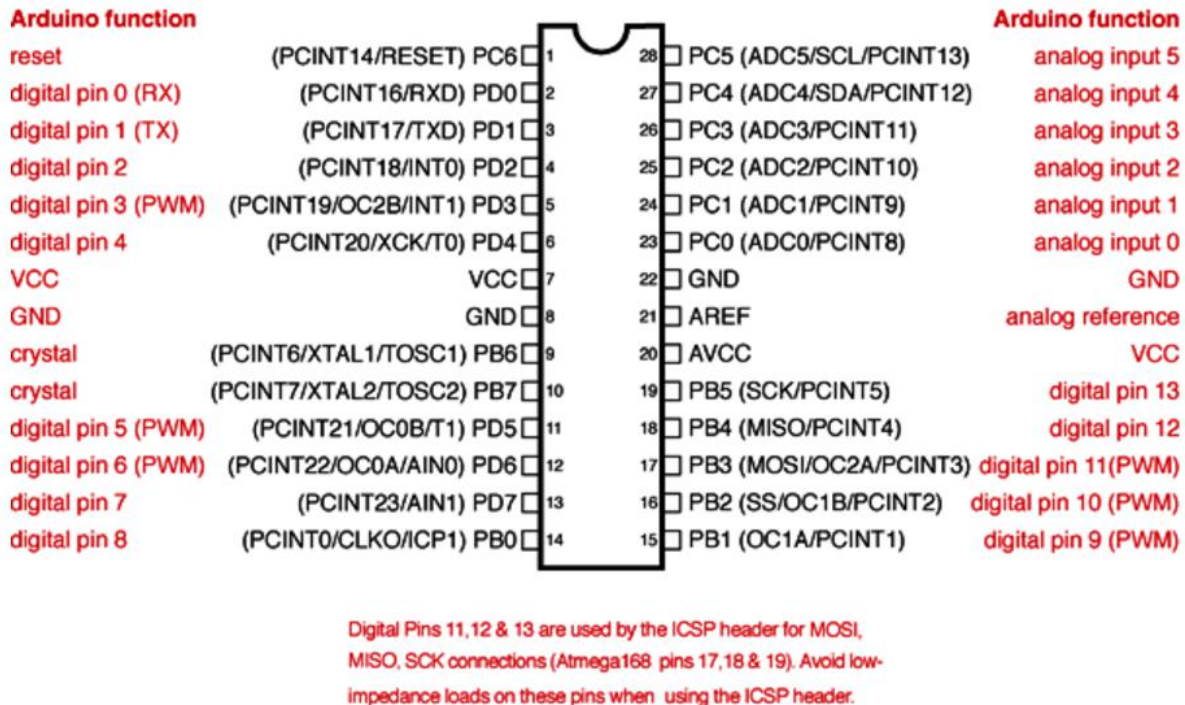 Arduino function Arduino function
reset (PCINT14/RESET) PC6 1 28 PC5 (ADC5/SCL/PCINT13) analog input 5
digital pin 0 (RX) (PCINT16/RXD) PD0 2 27 PC4 (ADC4/SDA/PCINT12) analog input 4
digital pin 1 (TX) (PCINT17/TXD) PD1 3 26 PC3 (ADC3/PCINT11) analog input 3
digital pin 2 (PCINT18/INT0) PD2 4 25 PC2 (ADC2/PCINT10) analog input 2
digital pin 3 (PWM) (PCINT19/OC2B/INT1) PD3 5 24 PC1 (ADC1/PCINT9) analog input 1
digital pin 4 (PCINT20/XCK/T0) PD4 6 23 PC0 (ADC0/PCINT8) analog input 0
VCC VCC 7 22 GND GND
GND GND 8 21 AREF analog reference
crystal (PCINT6/XTAL1/TOSC1) PB6 9 20 AVCC VCC
crystal (PCINT7/XTAL2/TOSC2) PB7 10 19 PB5 (SCK/PCINT5) digital pin 13
digital pin 5 (PWM) (PCINT21/OC0B/T1) PD5 11 18 PB4 (MISO/PCINT4) digital pin 12
digital pin 6 (PWM) (PCINT22/OC0A/AIN0) PD6 12 17 PB3 (MOSI/OC2A/PCINT3) digital pin 11(PWM)
digital pin 7 (PCINT23/AIN1) PD7 13 16 PB2 (SS/OC1B/PCINT2) digital pin 10 (PWM)
digital pin 8 (PCINT0/CLKO/ICP1) PB0 14 15 PB1 (OC1A/PCINT1) digital pin 9 (PWM)
Digital Pins 11,12 & 13 are used by the ICSP header for MOSI,
MISO, SCK connections (Atmega168 pins 17,18 & 19). Avoid low-
impedance loads on these pins when using the ICSP header.